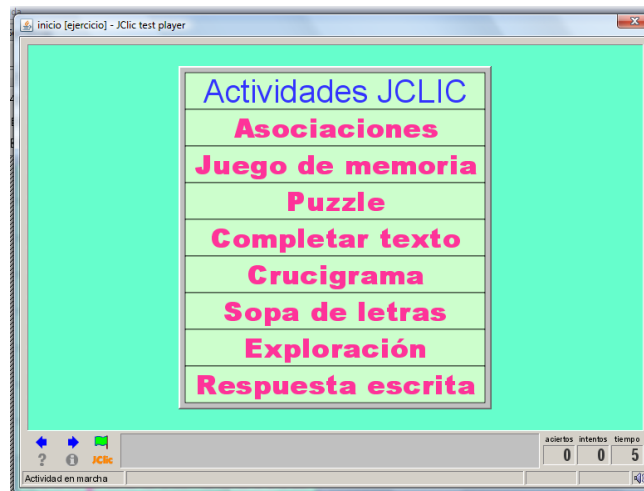 inicio [ejercicio] - JClic test player
Actividades JCLIC
Asociaciones
Juego de memoria
Puzzle
Completar texto
Crucigrama
Sopa de letras
Exploración
Respuesta escrita
aciertos intentos tiempo
0 0 5
? JClic
Actividad en marcha